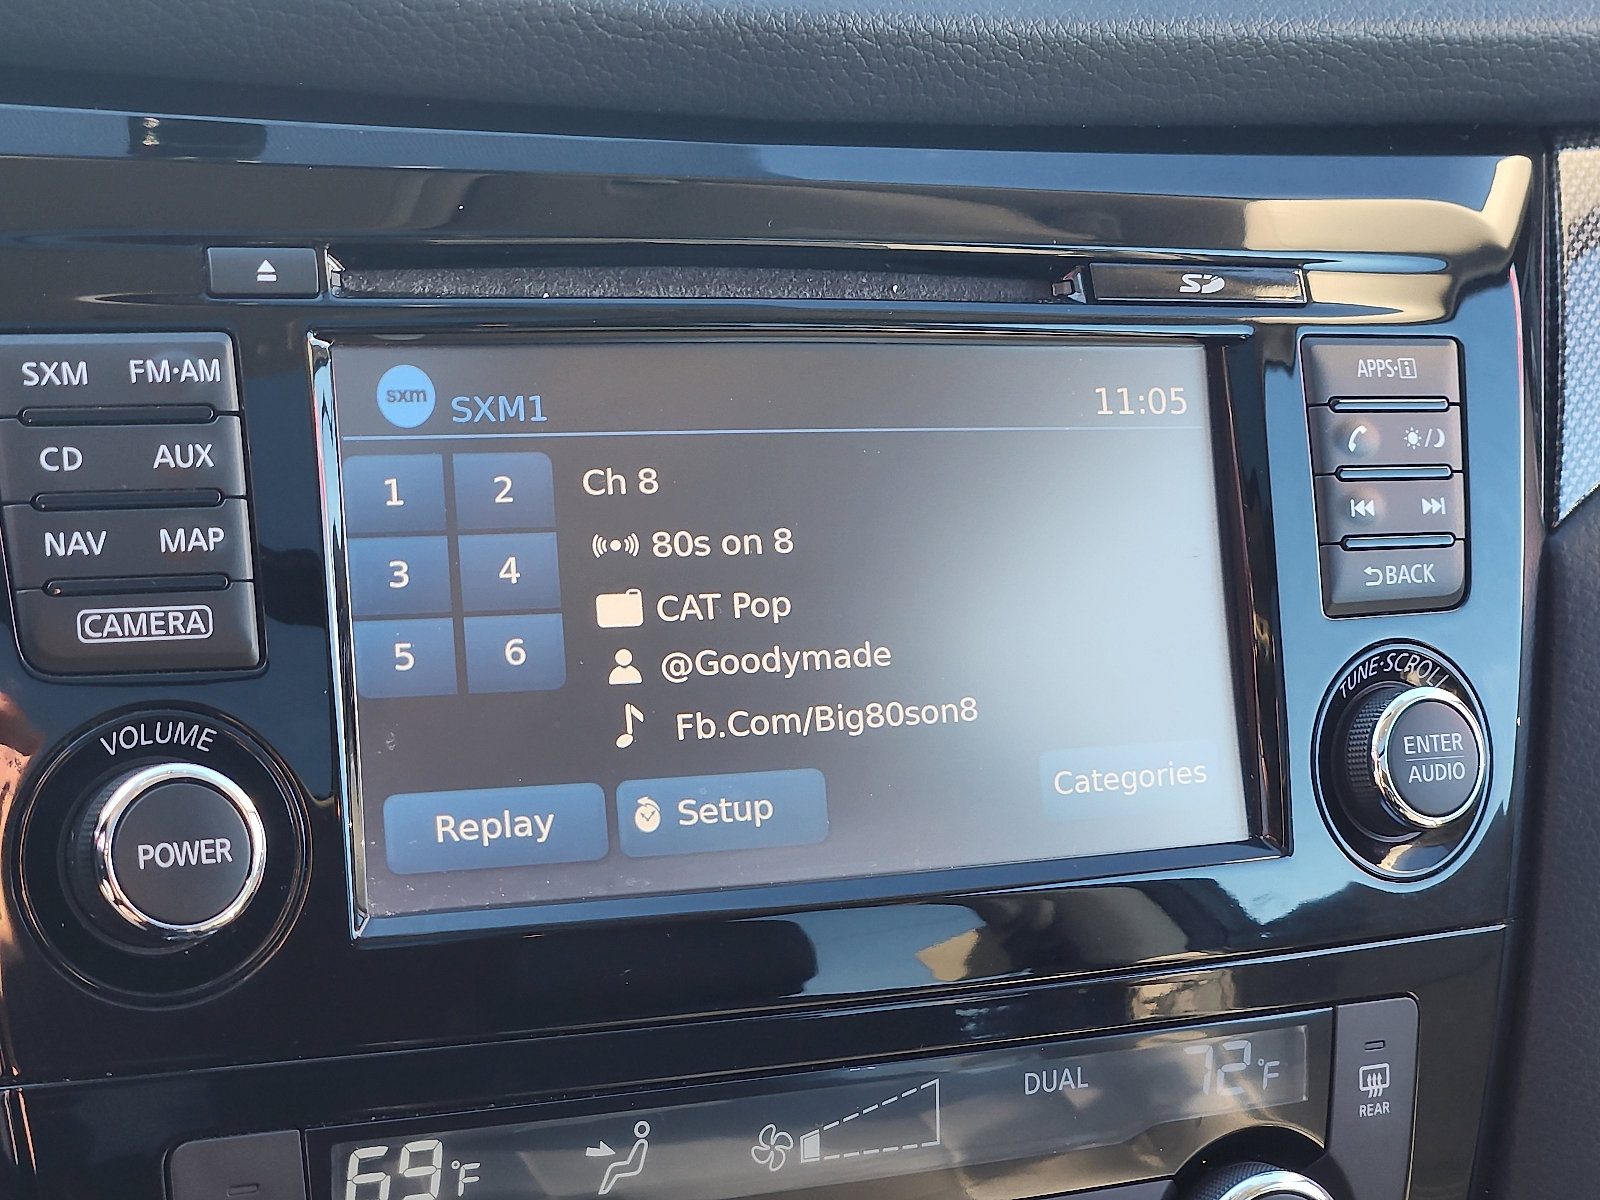 SD
SXM FM·AM
CD AUX
NAV MAP
CAMERA
VOLUME
POWER
sxm SXM1 11:05
1 2
3 4
5 6
Ch 8
80s on 8
CAT Pop
@Goodymade
Fb.Com/Big80son8
Replay
Setup
Categories
APPS·i
BACK
TUNE·SCROLL
ENTER
AUDIO
69°F
DUAL
72°F
REAR